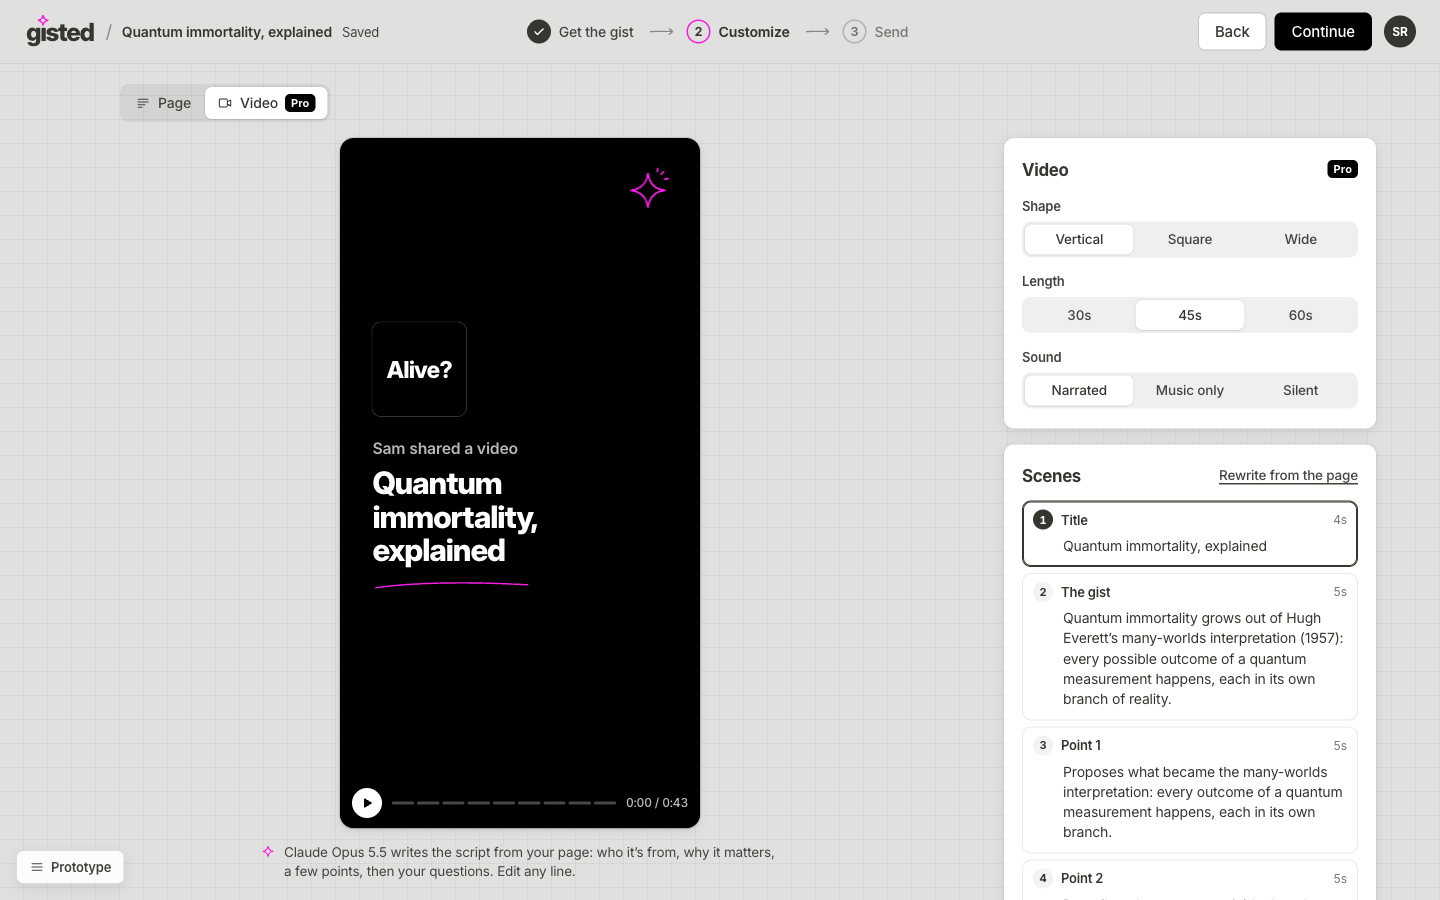 gisted / Quantum immortality, explained Saved
Get the gist
2 Customize
3 Send
Back
Continue
SR
Page
Video Pro
Alive?
Sam shared a video
Quantum
immortality,
explained
0:00 / 0:43
Claude Opus 5.5 writes the script from your page: who it’s from, why it matters,
a few points, then your questions. Edit any line.
Prototype
Video Pro
Shape
Vertical Square Wide
Length
30s 45s 60s
Sound
Narrated Music only Silent
Scenes Rewrite from the page
1 Title 4s
Quantum immortality, explained
2 The gist 5s
Quantum immortality grows out of Hugh
Everett’s many-worlds interpretation (1957):
every possible outcome of a quantum
measurement happens, each in its own
branch of reality.
3 Point 1 5s
Proposes what became the many-worlds
interpretation: every outcome of a quantum
measurement happens, each in its own
branch.
4 Point 2 5s